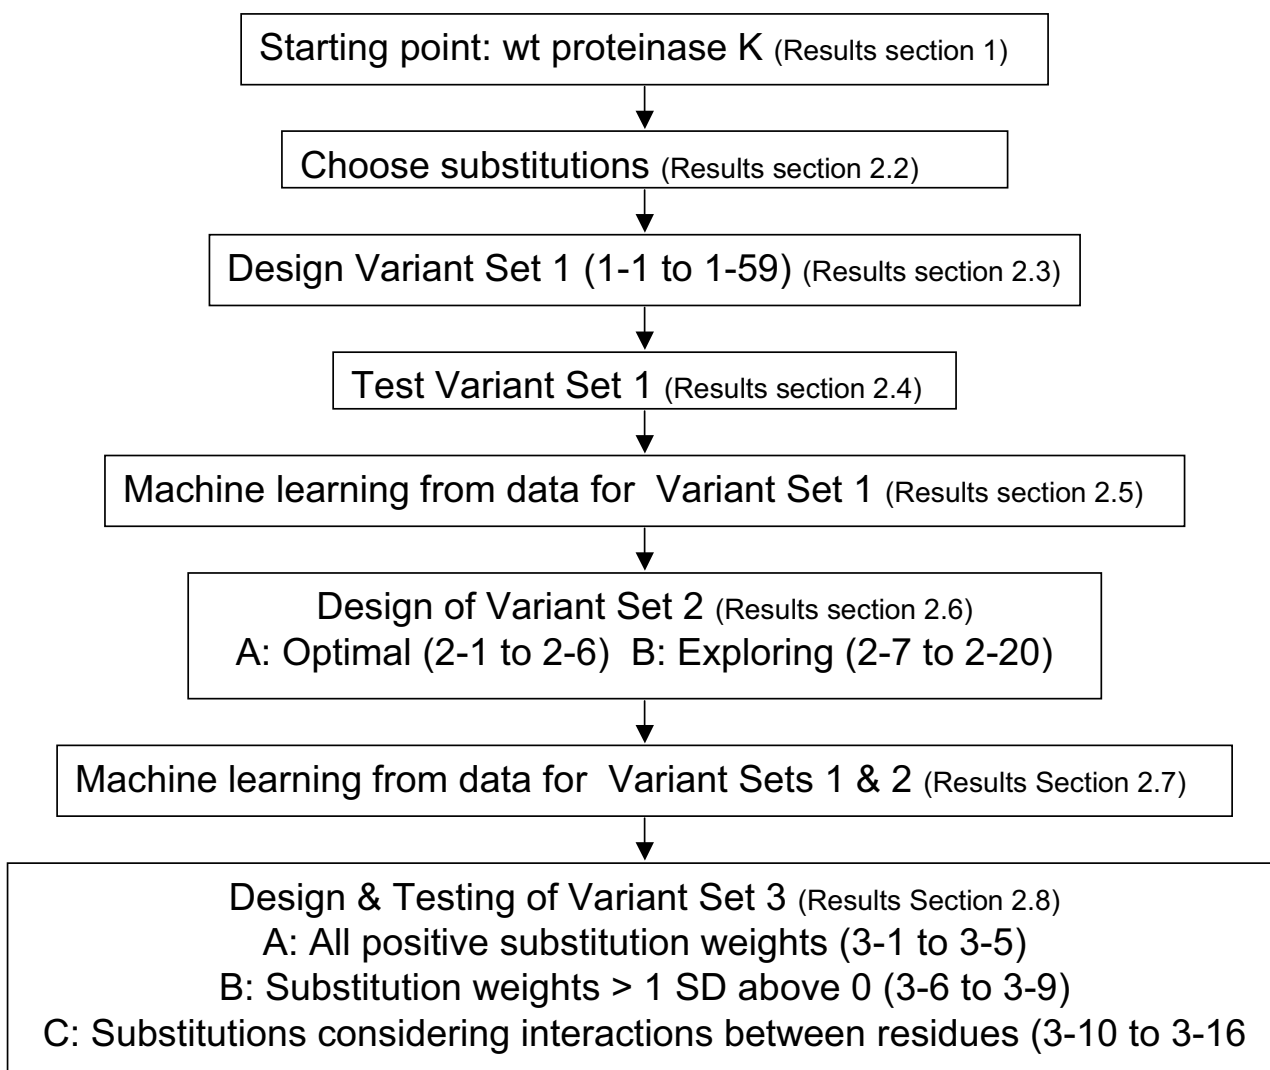 Starting point: wt proteinase K (Results section 1)
Choose substitutions (Results section 2.2)
Design Variant Set 1 (1-1 to 1-59) (Results section 2.3)
Test Variant Set 1 (Results section 2.4)
Machine learning from data for  Variant Set 1 (Results section 2.5)
Design of Variant Set 2 (Results section 2.6)
A: Optimal (2-1 to 2-6)  B: Exploring (2-7 to 2-20)
Machine learning from data for  Variant Sets 1 & 2 (Results Section 2.7)
Design & Testing of Variant Set 3 (Results Section 2.8)
A: All positive substitution weights (3-1 to 3-5)
B: Substitution weights > 1 SD above 0 (3-6 to 3-9)
C: Substitutions considering interactions between residues (3-10 to 3-16